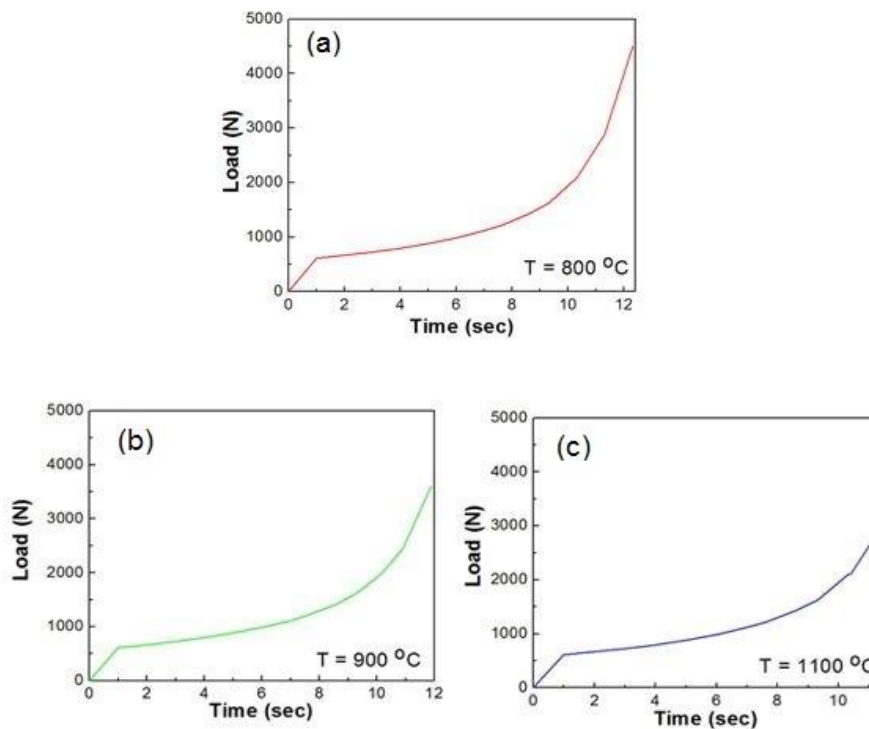 (a)
5000
4000
3000
2000
1000
0
Load (N)
T = 800 °C
0 2 4 6 8 10 12
Time (sec)
(b)
5000
4000
3000
2000
1000
0
Load (N)
T = 900 °C
0 2 4 6 8 10 12
Time (sec)
(c)
5000
4000
3000
2000
1000
0
Load (N)
T = 1100 °C
0 2 4 6 8 10
Time (sec)